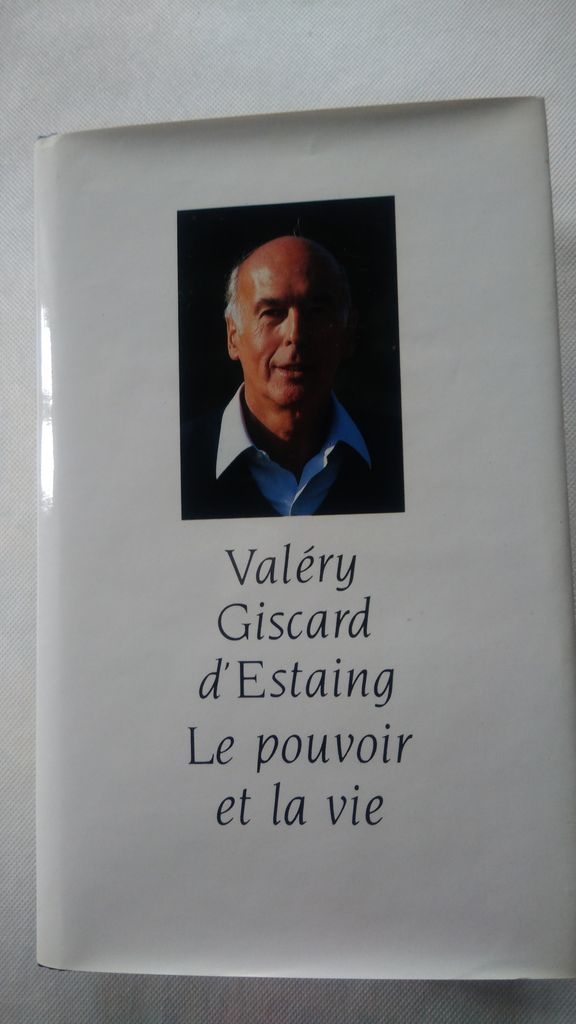 Valéry
Giscard
d'Estaing
Le pouvoir
et la vie